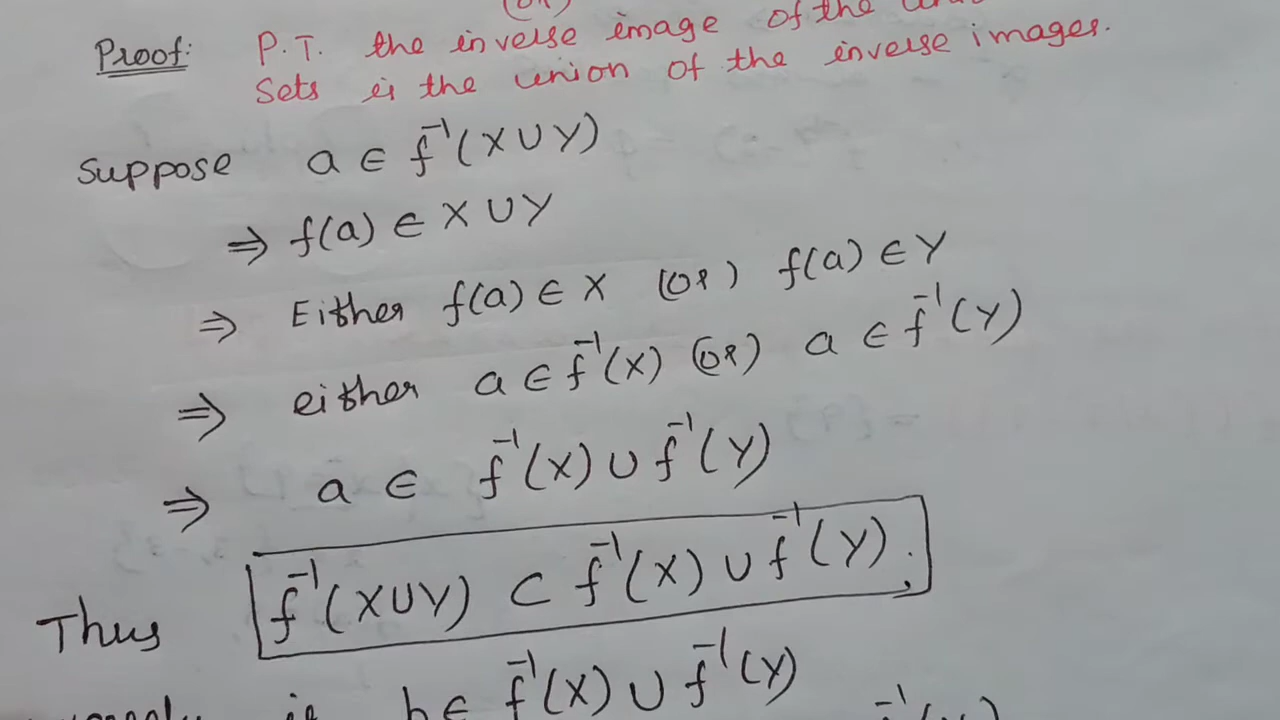 (or)
Proof: P.T. the inverse image of the
Sets is the union of the inverse images.
Suppose a ∈ f⁻¹(X∪Y)
⇒ f(a) ∈ X ∪ Y
⇒ Either f(a) ∈ X (or) f(a) ∈ Y
⇒ either a ∈ f⁻¹(X) (or) a ∈ f⁻¹(Y)
⇒ a ∈ f⁻¹(X) ∪ f⁻¹(Y)
Thus f⁻¹(X∪Y) ⊂ f⁻¹(X) ∪ f⁻¹(Y).,
b ∈ f⁻¹(X) ∪ f⁻¹(Y)